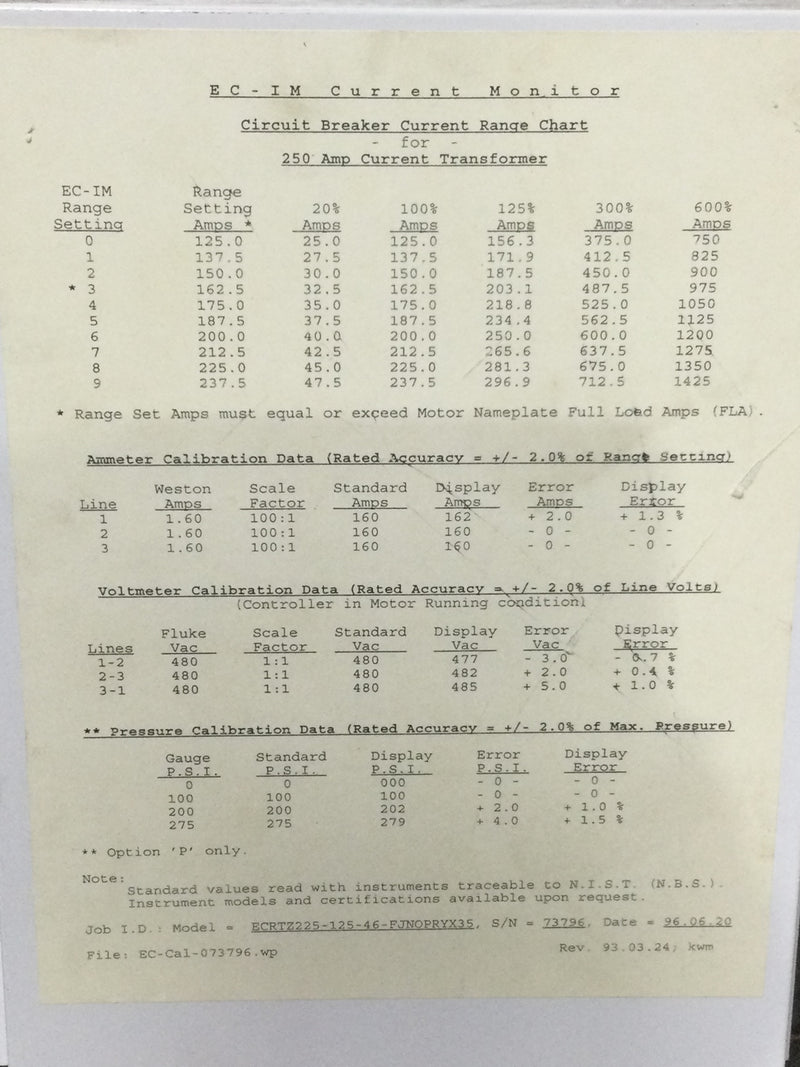 EC-IM Current Monitor
Circuit Breaker Current Range Chart
- for -
250 Amp Current Transformer
EC-IM Range
Range Setting 20% 100% 125% 300% 600%
Setting Amps * Amps Amps Amps Amps Amps
0 125.0 25.0 125.0 156.3 375.0 750
1 137.5 27.5 137.5 171.9 412.5 825
2 150.0 30.0 150.0 187.5 450.0 900
* 3 162.5 32.5 162.5 203.1 487.5 975
4 175.0 35.0 175.0 218.8 525.0 1050
5 187.5 37.5 187.5 234.4 562.5 1125
6 200.0 40.0 200.0 250.0 600.0 1200
7 212.5 42.5 212.5 265.6 637.5 1275
8 225.0 45.0 225.0 281.3 675.0 1350
9 237.5 47.5 237.5 296.9 712.5 1425
* Range Set Amps must equal or exceed Motor Nameplate Full Load Amps (FLA).
Ammeter Calibration Data (Rated Accuracy = +/- 2.0% of Range Setting)
Weston Scale Standard Display Error Display
Line Amps Factor Amps Amps Amps Error
1 1.60 100:1 160 162 + 2.0 + 1.3 %
2 1.60 100:1 160 160 - 0 - - 0 -
3 1.60 100:1 160 160 - 0 - - 0 -
Voltmeter Calibration Data (Rated Accuracy = +/- 2.0% of Line Volts)
(Controller in Motor Running condition)
Fluke Scale Standard Display Error Display
Lines Vac Factor Vac Vac Vac Error
1-2 480 1:1 480 477 - 3.0 - 0.7 %
2-3 480 1:1 480 482 + 2.0 + 0.4 %
3-1 480 1:1 480 485 + 5.0 + 1.0 %
** Pressure Calibration Data (Rated Accuracy = +/- 2.0% of Max. Pressure)
Gauge Standard Display Error Display
P.S.I. P.S.I. P.S.I. P.S.I. Error
0 0 000 - 0 - - 0 -
100 100 100 - 0 - - 0 -
200 200 202 + 2.0 + 1.0 %
275 275 279 + 4.0 + 1.5 %
** Option 'P' only.
Note:
Standard values read with instruments traceable to N.I.S.T. (N.B.S.).
Instrument models and certifications available upon request.
Job I.D.: Model = ECRTZ225-125-46-FJNOPRYX35, S/N = 73796, Date = 96.06.20
File: EC-Cal-073796.wp Rev. 93.03.24; kwm